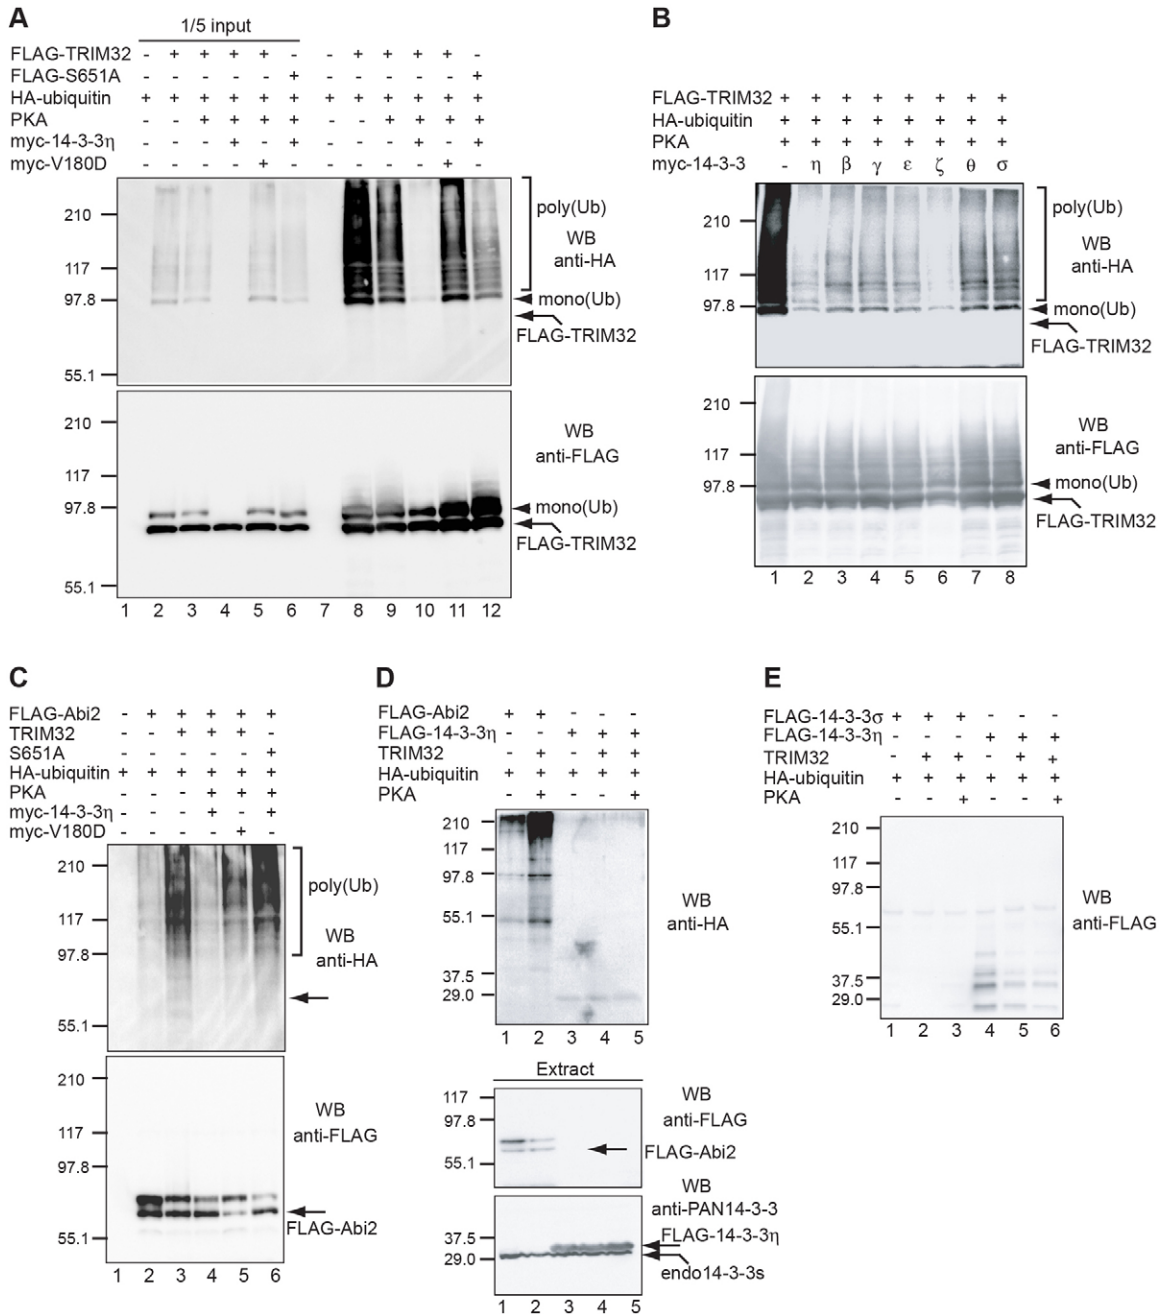 A
1/5 input
FLAG-TRIM32 - + + + + - - + + + + -
FLAG-S651A - - - - - + - - - - - +
HA-ubiquitin + + + + + + + + + + + +
PKA - - + + + + - - + + + +
myc-14-3-3η - - - + - + - - - + - +
myc-V180D - - - - + - - - - - + -
210
117
97.8
55.1
poly(Ub)
WB
anti-HA
mono(Ub)
FLAG-TRIM32
210
117
97.8
55.1
WB
anti-FLAG
mono(Ub)
FLAG-TRIM32
1 2 3 4 5 6 7 8 9 10 11 12
B
FLAG-TRIM32 + + + + + + + +
HA-ubiquitin + + + + + + + +
PKA + + + + + + + +
myc-14-3-3 - η β γ ε ζ θ σ
210
117
97.8
poly(Ub)
WB
anti-HA
mono(Ub)
FLAG-TRIM32
210
117
97.8
WB
anti-FLAG
mono(Ub)
FLAG-TRIM32
1 2 3 4 5 6 7 8
C
FLAG-Abi2 - + + + + +
TRIM32 - - + + + -
S651A - - - - - +
HA-ubiquitin + + + + + +
PKA - - - + + +
myc-14-3-3η - - - + - +
myc-V180D - - - - + -
210
117
97.8
55.1
poly(Ub)
WB
anti-HA
210
117
97.8
55.1
WB
anti-FLAG
FLAG-Abi2
1 2 3 4 5 6
D
FLAG-Abi2 + + - - -
FLAG-14-3-3η - - + + +
TRIM32 - + - + +
HA-ubiquitin + + + + +
PKA - + - - +
210
117
97.8
55.1
37.5
29.0
WB
anti-HA
1 2 3 4 5
Extract
117
97.8
55.1
WB
anti-FLAG
FLAG-Abi2
37.5
29.0
WB
anti-PAN14-3-3
FLAG-14-3-3η
endo14-3-3s
1 2 3 4 5
E
FLAG-14-3-3σ + + + - - -
FLAG-14-3-3η - - - + + +
TRIM32 - + + - + +
HA-ubiquitin + + + + + +
PKA - - + - - +
210
117
97.8
55.1
37.5
29.0
WB
anti-FLAG
1 2 3 4 5 6